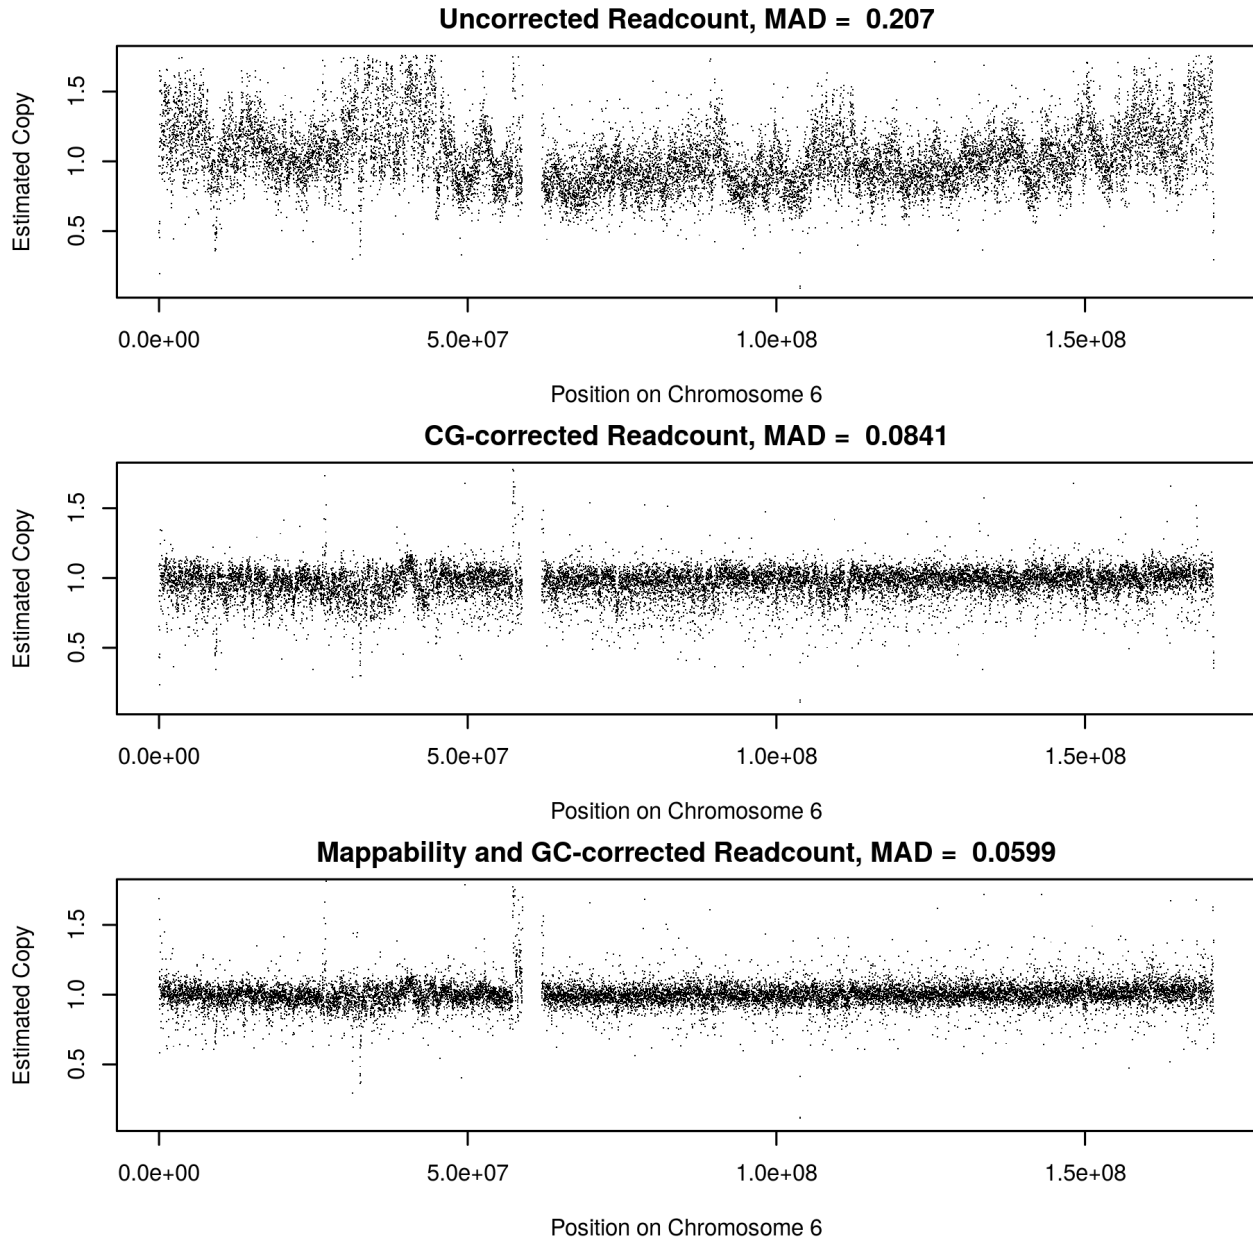 Uncorrected Readcount, MAD =  0.207
Estimated Copy
1.5
1.0
0.5
0.0e+00 5.0e+07 1.0e+08 1.5e+08
Position on Chromosome 6
CG-corrected Readcount, MAD =  0.0841
Estimated Copy
1.5
1.0
0.5
0.0e+00 5.0e+07 1.0e+08 1.5e+08
Position on Chromosome 6
Mappability and GC-corrected Readcount, MAD =  0.0599
Estimated Copy
1.5
1.0
0.5
0.0e+00 5.0e+07 1.0e+08 1.5e+08
Position on Chromosome 6